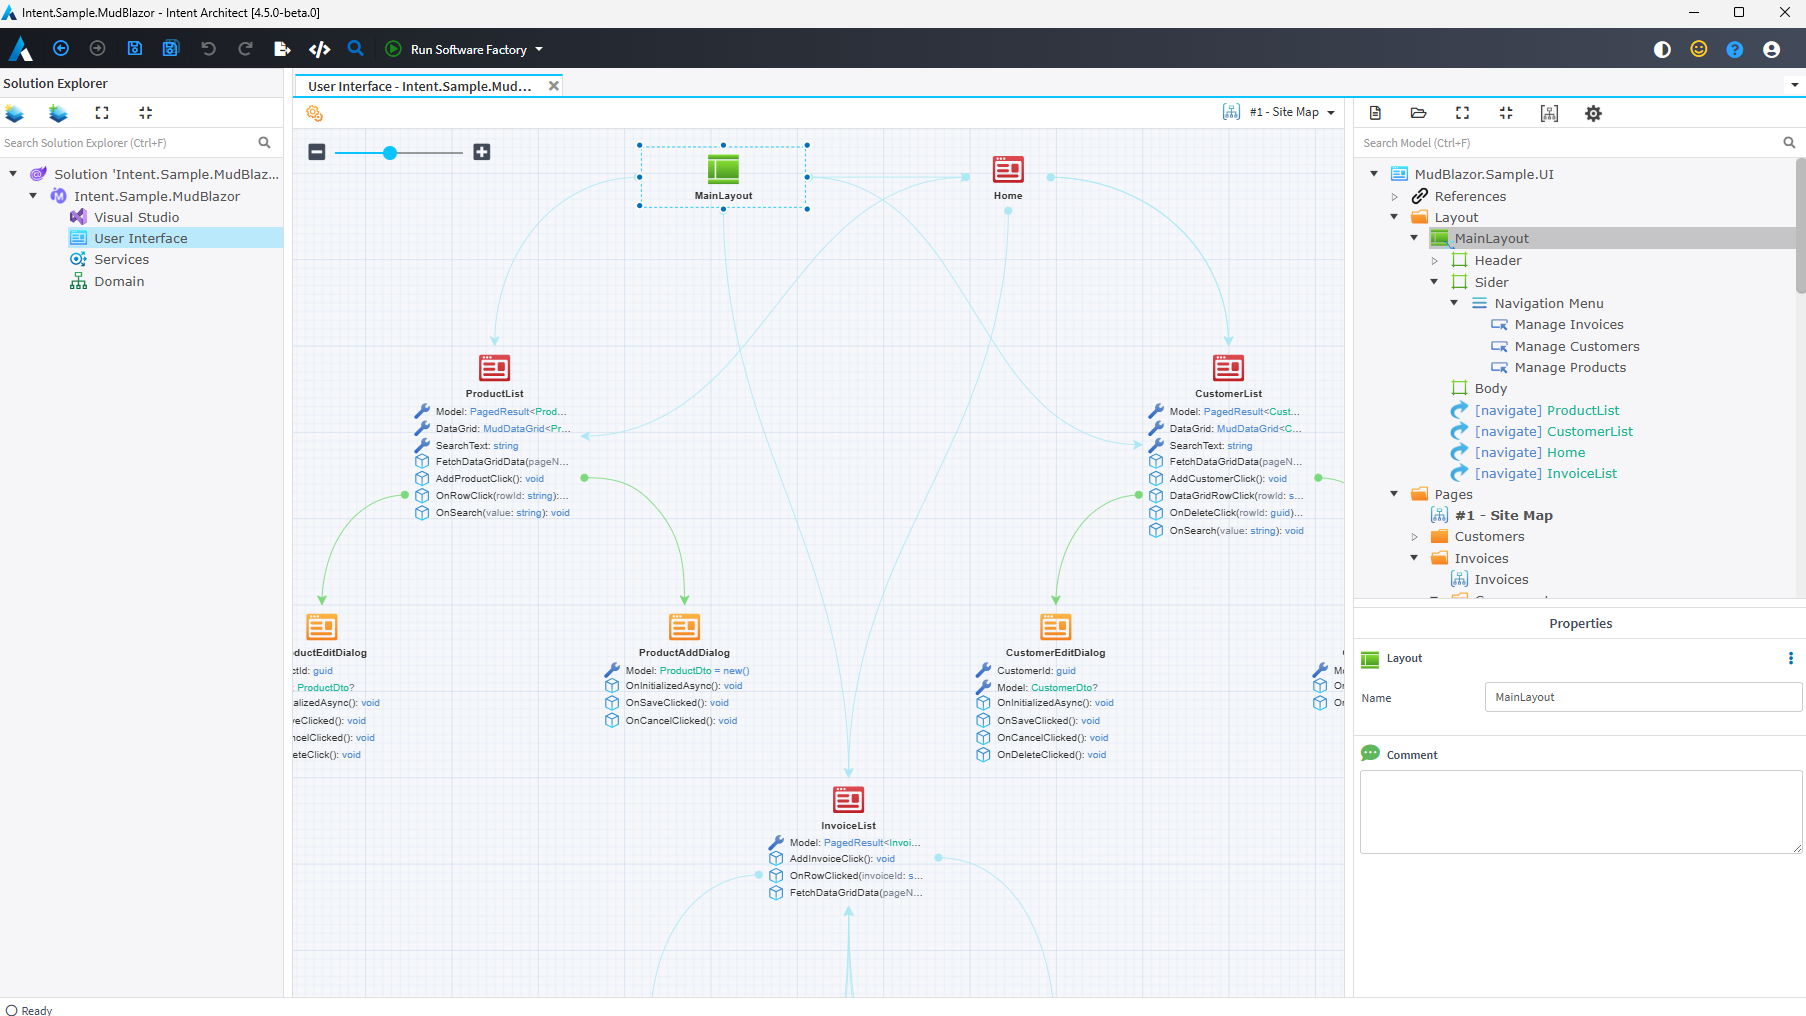 Intent.Sample.MudBlazor - Intent Architect [4.5.0-beta.0]
Run Software Factory
Solution Explorer
Search Solution Explorer (Ctrl+F)
Solution 'Intent.Sample.MudBlaz...
Intent.Sample.MudBlazor
Visual Studio
User Interface
Services
Domain
User Interface - Intent.Sample.Mud...
#1 - Site Map
MainLayout
Home
ProductList
Model: PagedResult<Prod...
DataGrid: MudDataGrid<Pr...
SearchText: string
FetchDataGridData(pageN...
AddProductClick(): void
OnRowClick(rowId: string):...
OnSearch(value: string): void
CustomerList
Model: PagedResult<Cust...
DataGrid: MudDataGrid<C...
SearchText: string
FetchDataGridData(pageN...
AddCustomerClick(): void
DataGridRowClick(rowId: s...
OnDeleteClick(rowId: guid)...
OnSearch(value: string): void
ductEditDialog
ctId: guid
ProductDto?
alizedAsync(): void
veClicked(): void
ncelClicked(): void
eteClick(): void
ProductAddDialog
Model: ProductDto = new()
OnInitializedAsync(): void
OnSaveClicked(): void
OnCancelClicked(): void
CustomerEditDialog
CustomerId: guid
Model: CustomerDto?
OnInitializedAsync(): void
OnSaveClicked(): void
OnCancelClicked(): void
OnDeleteClicked(): void
InvoiceList
Model: PagedResult<Invoi...
AddInvoiceClick(): void
OnRowClicked(invoiceId: s...
FetchDataGridData(pageN...
Search Model (Ctrl+F)
MudBlazor.Sample.UI
References
Layout
MainLayout
Header
Sider
Navigation Menu
Manage Invoices
Manage Customers
Manage Products
Body
[navigate] ProductList
[navigate] CustomerList
[navigate] Home
[navigate] InvoiceList
Pages
#1 - Site Map
Customers
Invoices
Invoices
Properties
Layout
Name
MainLayout
Comment
Ready